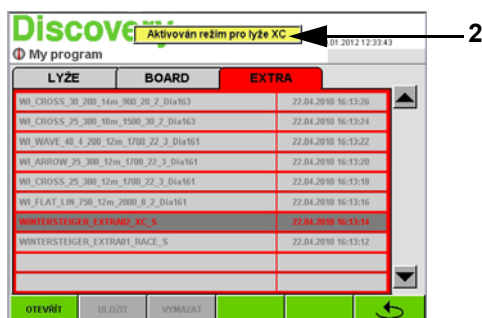 Discovery
Aktivován režim pro lyže XC
2
.01.2012 12:33:43
My program
LYŽE BOARD EXTRA
WI_CROSS_30_200_14m_900_20_2_Dia163 22.04.2010 16:13:26
WI_CROSS_25_300_10m_1500_30_2_Dia163 22.04.2010 16:13:24
WI_WAVE_40_4_200_12m_1700_22_3_Dia161 22.04.2010 16:13:22
WI_ARROW_25_300_12m_1700_22_3_Dia161 22.04.2010 16:13:20
WI_CROSS_25_300_12m_1700_22_3_Dia161 22.04.2010 16:13:18
WI_FLAT_LIN_750_12m_2000_8_2_Dia161 22.04.2010 16:13:16
WINTERSTEIGER_EXTRA02_XC_S 22.04.2010 16:13:14
WINTERSTEIGER_EXTRA01_RACE_S 22.04.2010 16:13:12
OTEVŘÍT ULOŽIT VYMAZAT